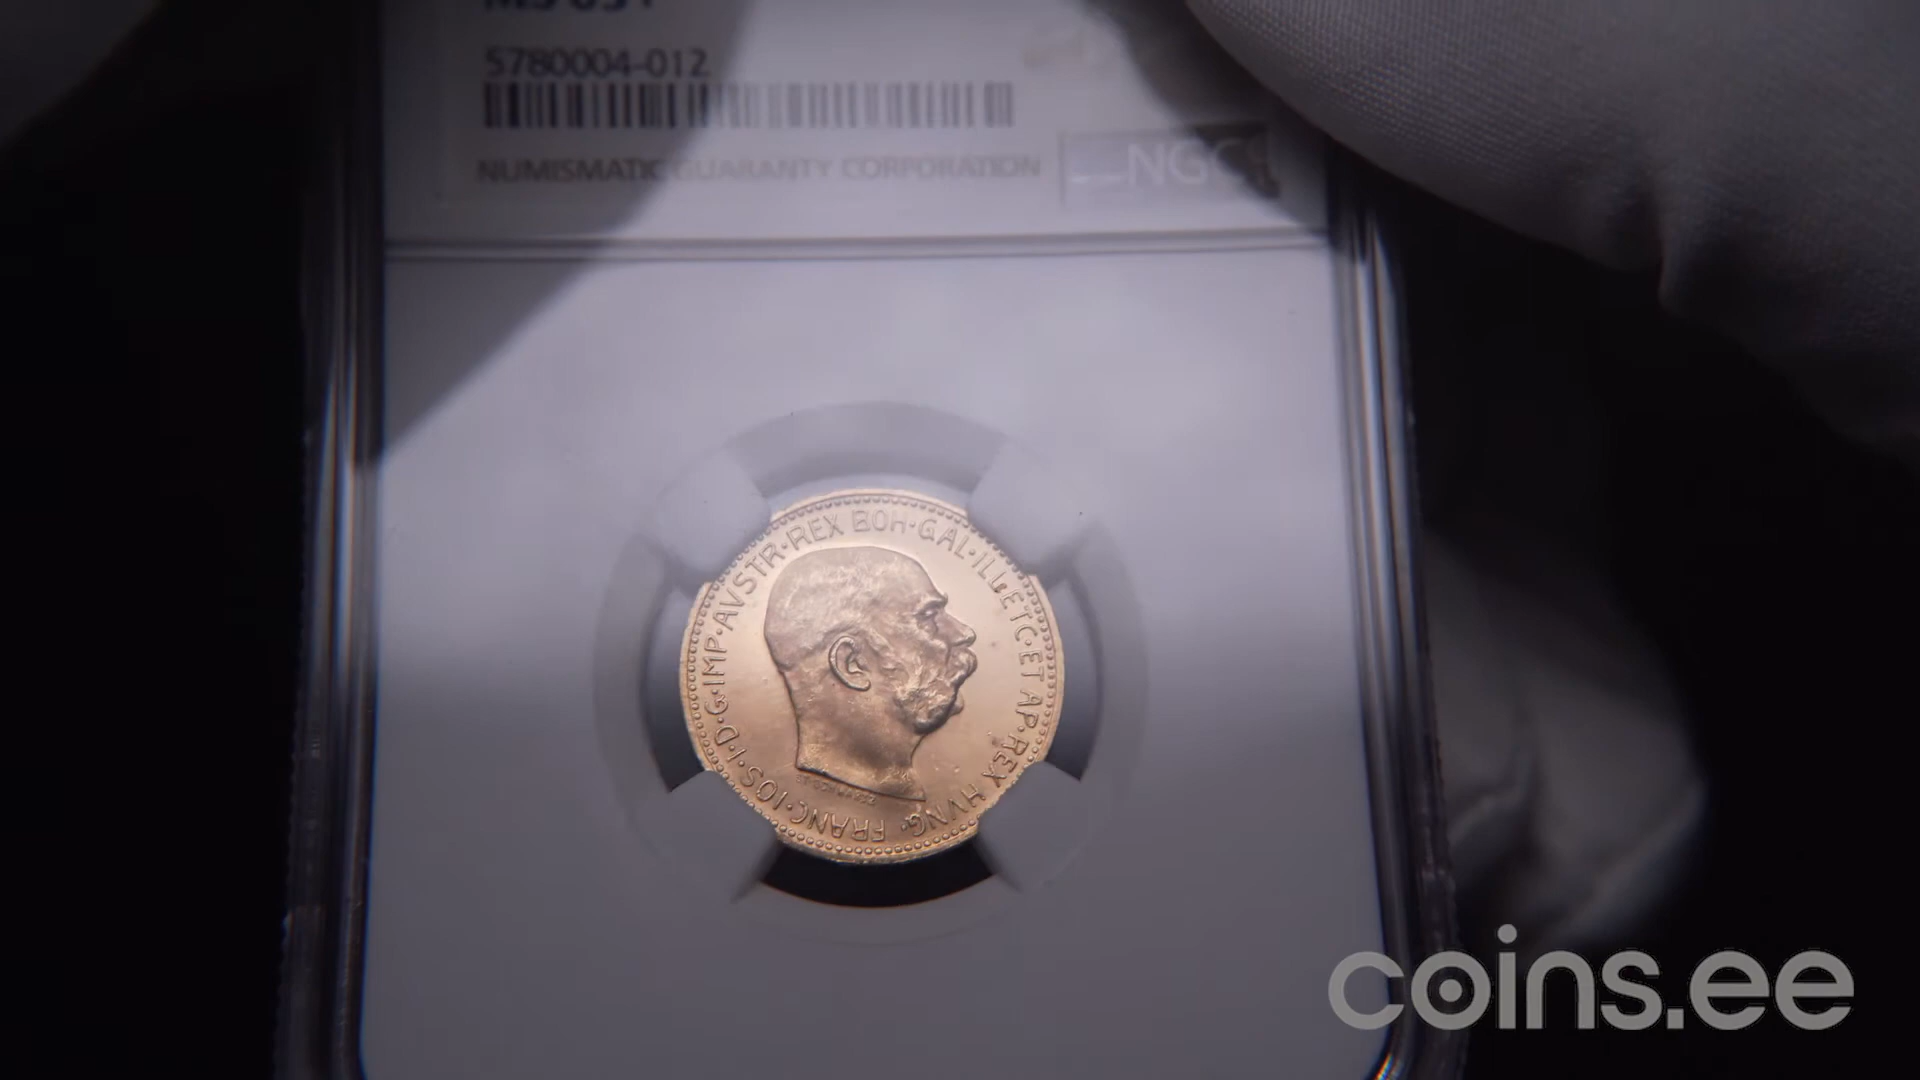 5780004-012
NUMISMATIC GUARANTY CORPORATION
NGC
FRANC·IOS·I·D·G·IMP·AVSTR·REX BOH·GAL·ILL·ETC·ET AP·REX HVNG·
coins.ee